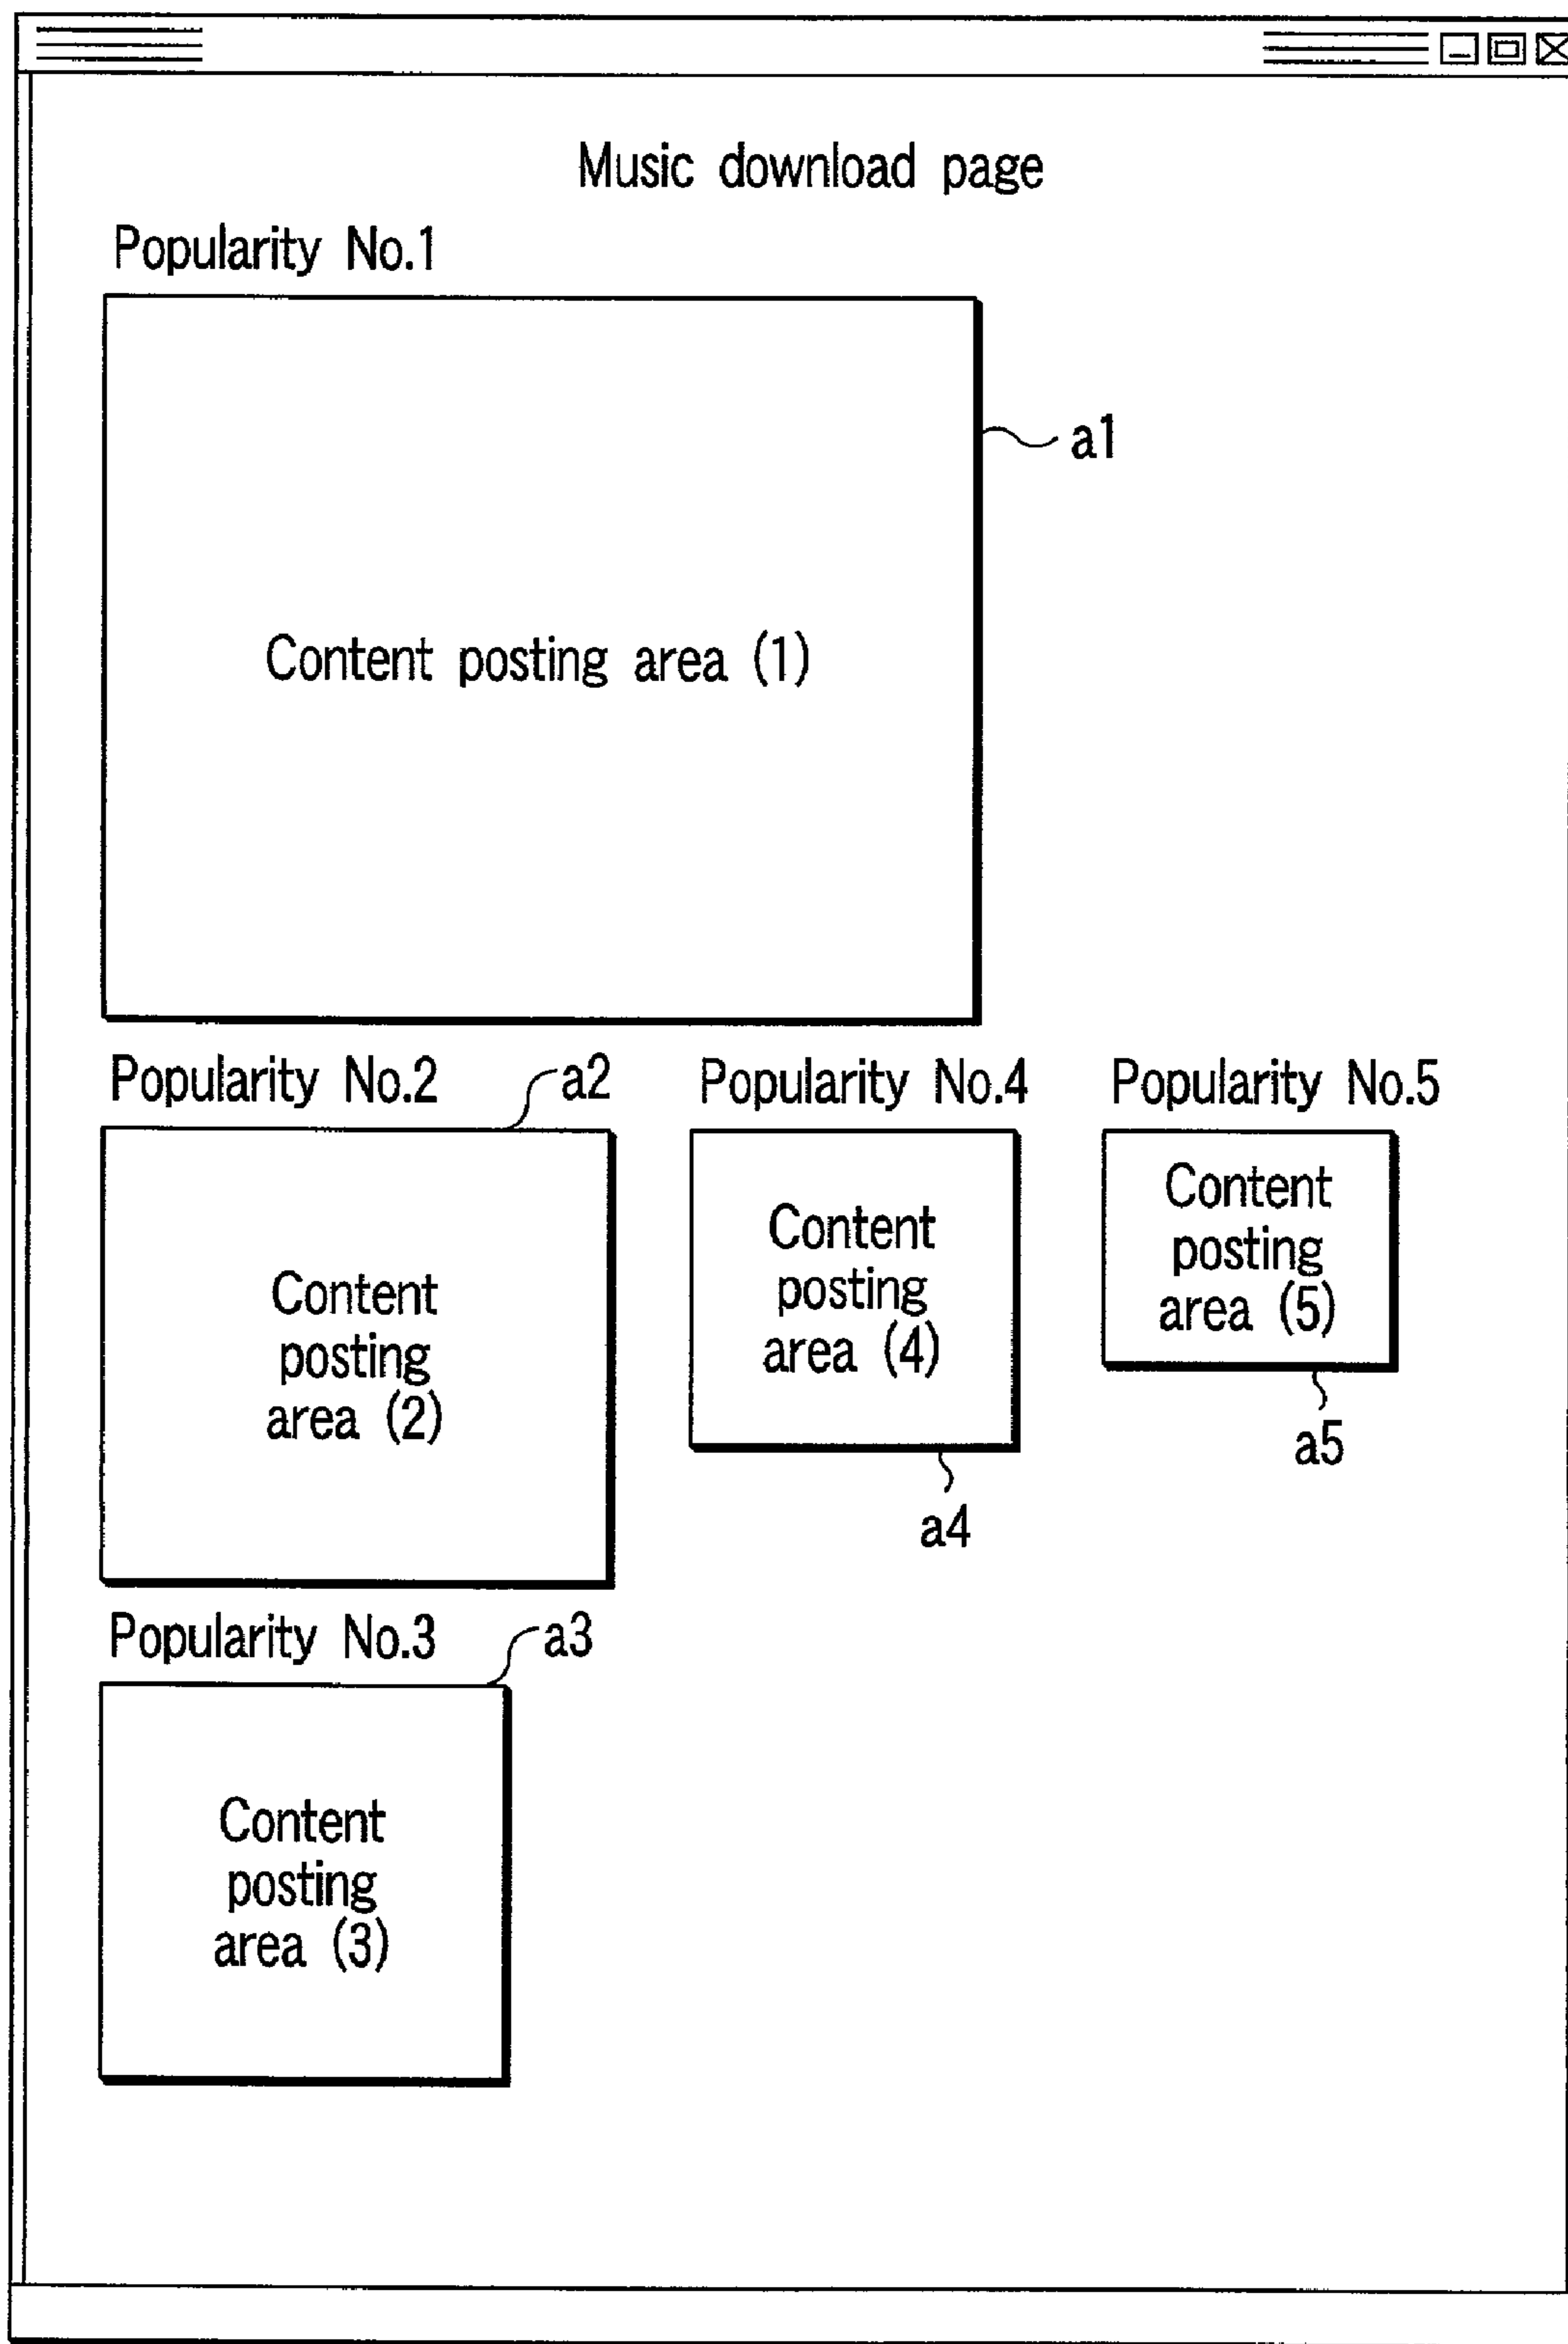 Music download page
Popularity No.1
a1
Content posting area (1)
Popularity No.2
a2
Popularity No.4
Popularity No.5
Content
posting
area (2)
Content
posting
area (4)
a4
Content
posting
area (5)
a5
Popularity No.3
a3
Content
posting
area (3)